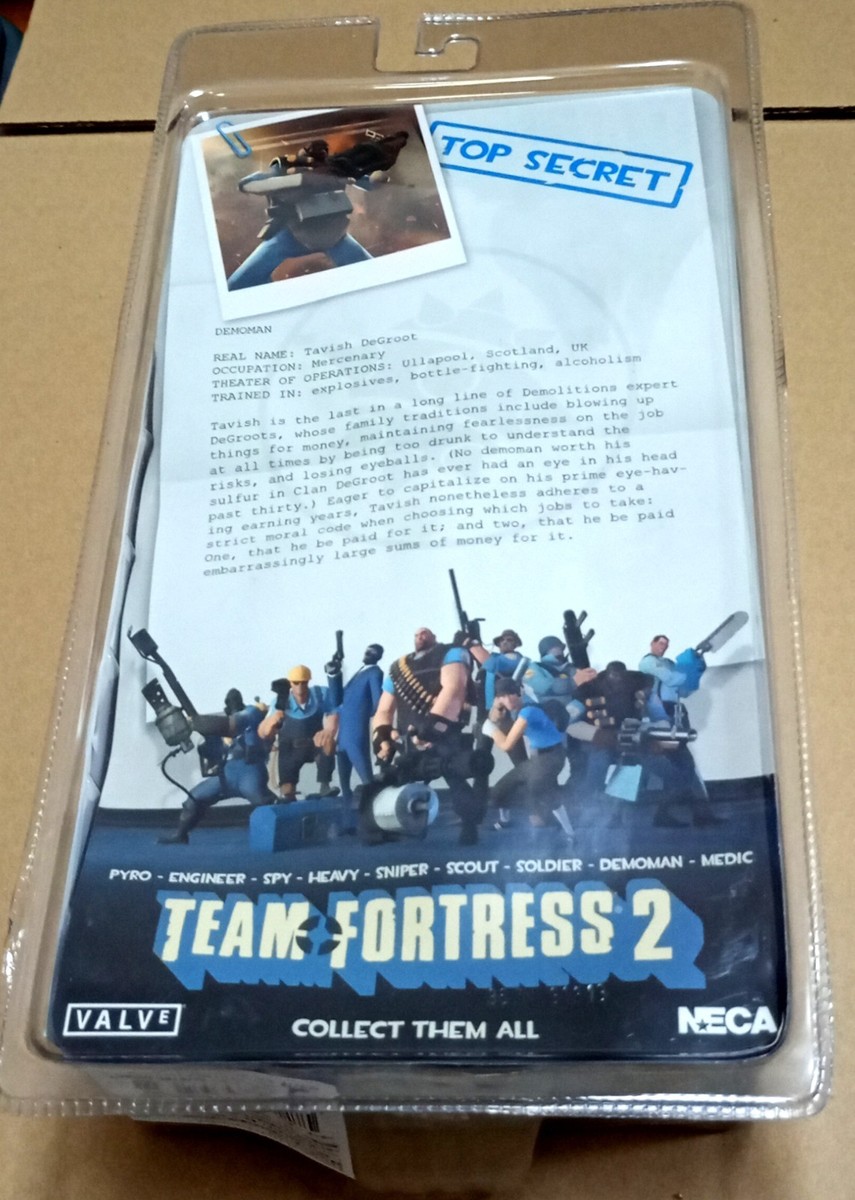 TOP SECRET
DEMOMAN
REAL NAME: Tavish DeGroot
OCCUPATION: Mercenary
THEATER OF OPERATIONS: Ullapool, Scotland, UK
TRAINED IN: explosives, bottle-fighting, alcoholism
Tavish is the last in a long line of Demolitions expert
DeGroots, whose family traditions include blowing up
things for money, maintaining fearlessness on the job
at all times by being too drunk to understand the
risks, and losing eyeballs. (No demoman worth his
sulfur in Clan DeGroot has ever had an eye in his head
past thirty.) Eager to capitalize on his prime eye-hav-
ing earning years, Tavish nonetheless adheres to a
strict moral code when choosing which jobs to take:
One, that he be paid for it; and two, that he be paid
embarrassingly large sums of money for it.
PYRO - ENGINEER - SPY - HEAVY - SNIPER - SCOUT - SOLDIER - DEMOMAN - MEDIC
TEAM FORTRESS 2
VALVE
COLLECT THEM ALL
NECA